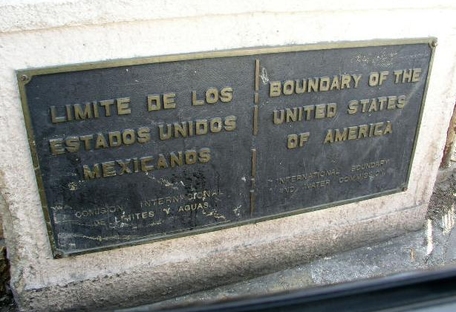 LIMITE DE LOS
ESTADOS UNIDOS
MEXICANOS
COMISION INTERNACIONAL
DE LIMITES Y AGUAS
BOUNDARY OF THE
UNITED STATES
OF AMERICA
INTERNATIONAL BOUNDARY
AND WATER COMMISSION